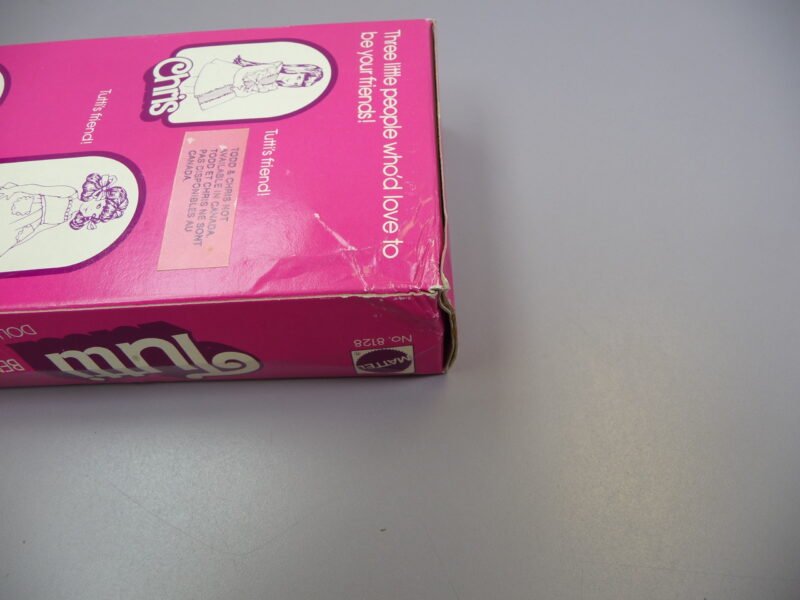 Three little people who'd love to
be your friends!
Chris
Tutti's friend!
Tutti's friend!
TODD & CHRIS NOT
AVAILABLE IN CANADA
TODD ET CHRIS NE SONT
PAS DISPONIBLES AU
CANADA
No. 8128
MATTEL
Tutti